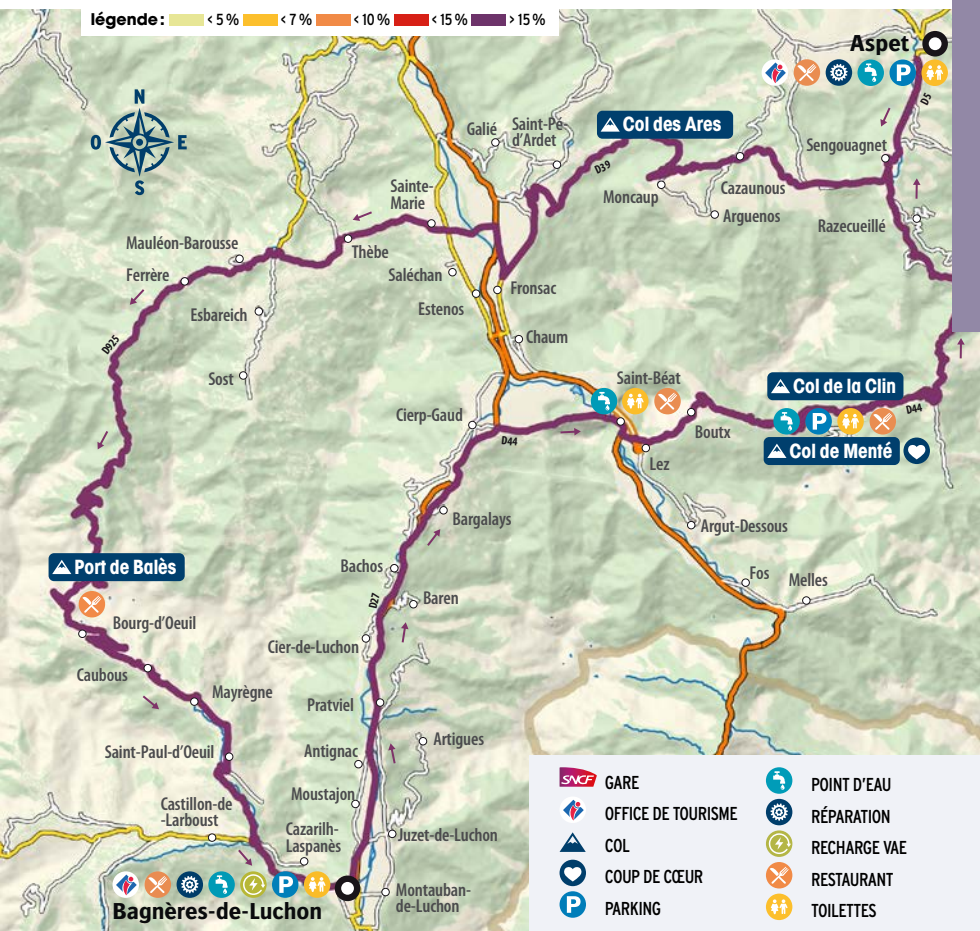 légende : < 5 % < 7 % < 10 % < 15 % > 15 %
Aspet
D5
N
O E
S
Col des Ares
Galié
Saint-Pé-
d'Ardet
D39
Sengouagnet
Moncaup
Cazaunous
Arguenos
Razecueillé
Sainte-
Marie
Mauléon-Barousse
Thèbe
Ferrère
Saléchan
Fronsac
Estenos
Esbareich
D925
Chaum
Sost
Saint-Béat
Col de la Clin
D44
Cierp-Gaud
Boutx
D44
Col de Menté
Lez
Bargalays
Argut-Dessous
Port de Balès
Bachos
Fos
Melles
D27
Baren
Bourg-d'Oeuil
Cier-de-Luchon
Caubous
Mayrègne
Pratviel
Saint-Paul-d'Oeuil
Antignac
Artigues
Moustajon
Castillon-de
-Larboust
Cazarilh-
Laspanès
Juzet-de-Luchon
Montauban-
de-Luchon
Bagnères-de-Luchon
SNCF GARE
OFFICE DE TOURISME
COL
COUP DE CŒUR
P PARKING
POINT D'EAU
RÉPARATION
RECHARGE VAE
RESTAURANT
TOILETTES